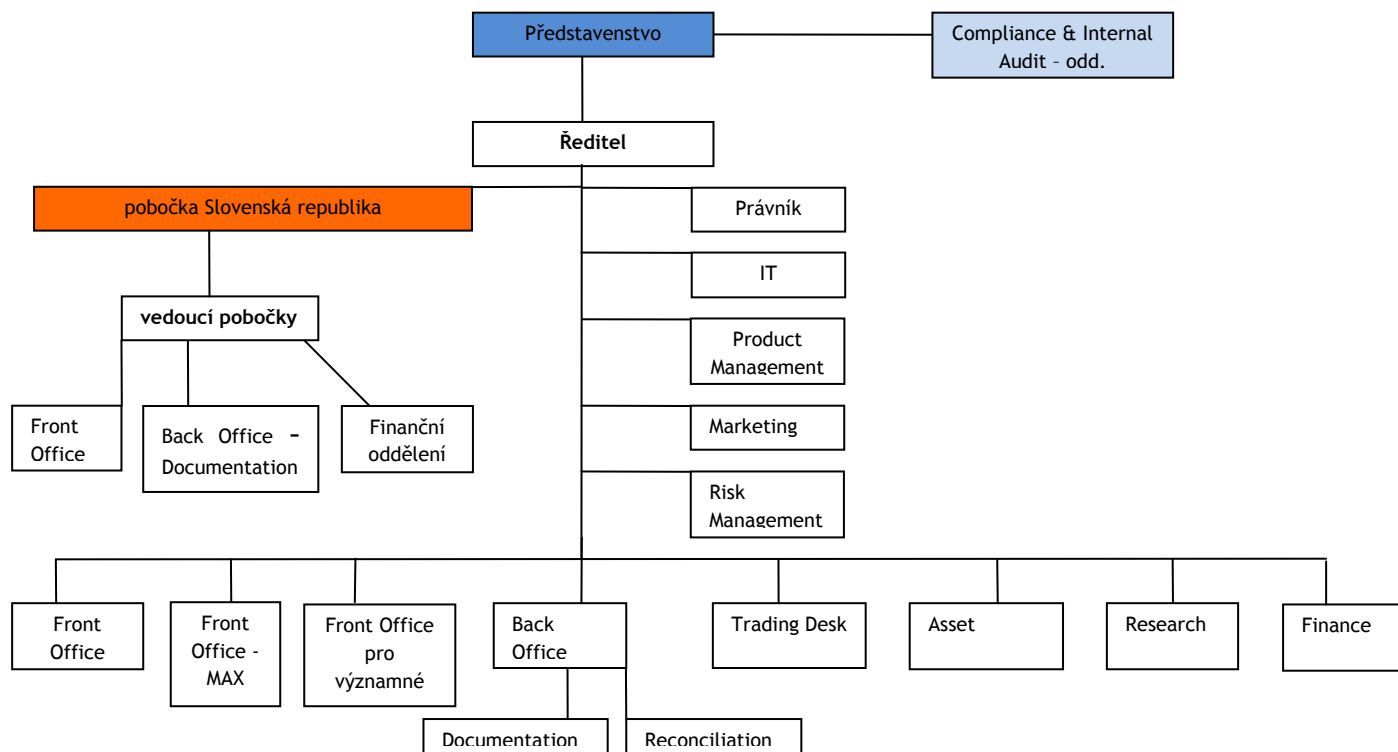 Představenstvo
Compliance & Internal
Audit – odd.
Ředitel
pobočka Slovenská republika
Právník
IT
vedoucí pobočky
Product
Management
Front
Office
Back Office –
Documentation
Finanční
oddělení
Marketing
Risk
Management
Front
Office
Front
Office -
MAX
Front Office
pro
významné
Back
Office
Trading Desk
Asset
Research
Finance
Documentation
Reconciliation